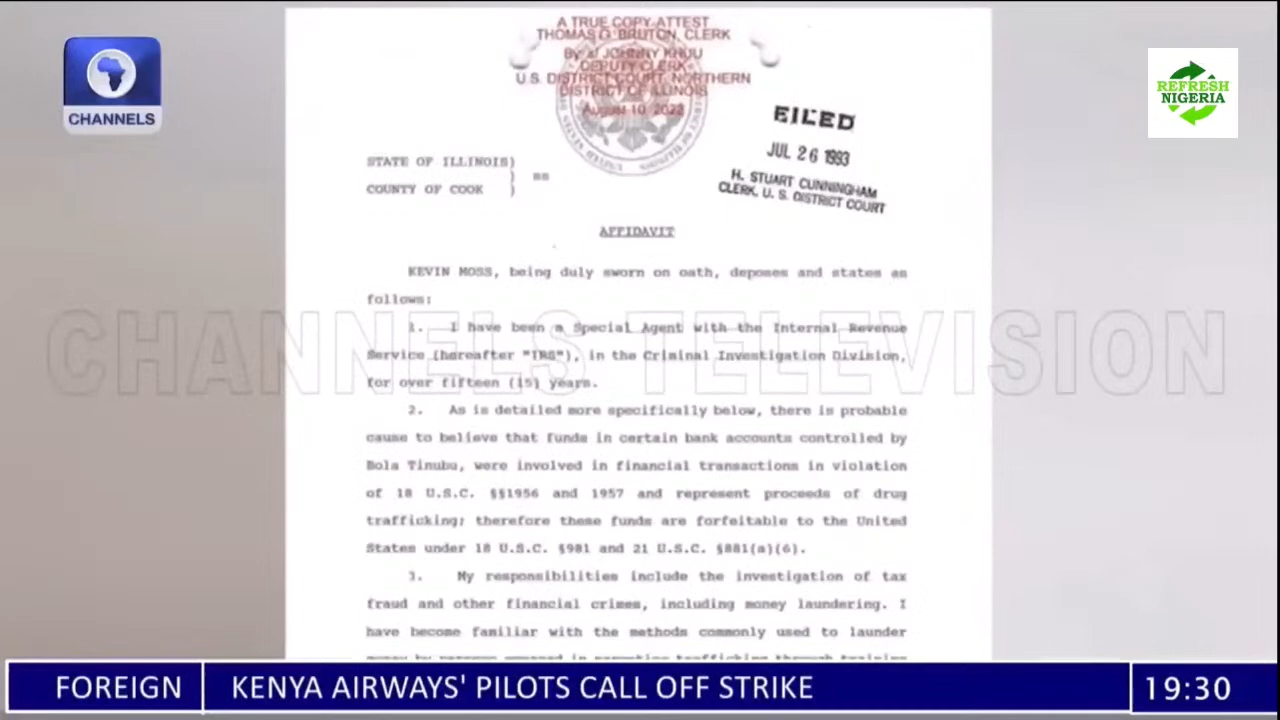 A TRUE COPY-ATTEST
THOMAS G. BRUTON, CLERK
By: s/ JOHNNY KHUU
DEPUTY CLERK
U.S. DISTRICT COURT, NORTHERN
DISTRICT OF ILLINOIS
August 10, 2022
CHANNELS
REFRESH
NIGERIA
FILED
JUL 26 1993
H. STUART CUNNINGHAM
CLERK, U. S. DISTRICT COURT
STATE OF ILLINOIS)
) ss
COUNTY OF COOK )
AFFIDAVIT
KEVIN MOSS, being duly sworn on oath, deposes and states as
follows:
1. I have been a Special Agent with the Internal Revenue
Service (hereafter "IRS"), in the Criminal Investigation Division,
for over fifteen (15) years.
CHANNELS TELEVISION
2. As is detailed more specifically below, there is probable
cause to believe that funds in certain bank accounts controlled by
Bola Tinubu, were involved in financial transactions in violation
of 18 U.S.C. §§1956 and 1957 and represent proceeds of drug
trafficking; therefore these funds are forfeitable to the United
States under 18 U.S.C. §981 and 21 U.S.C. §881(a)(6).
3. My responsibilities include the investigation of tax
fraud and other financial crimes, including money laundering. I
have become familiar with the methods commonly used to launder
FOREIGN
KENYA AIRWAYS' PILOTS CALL OFF STRIKE
19:30